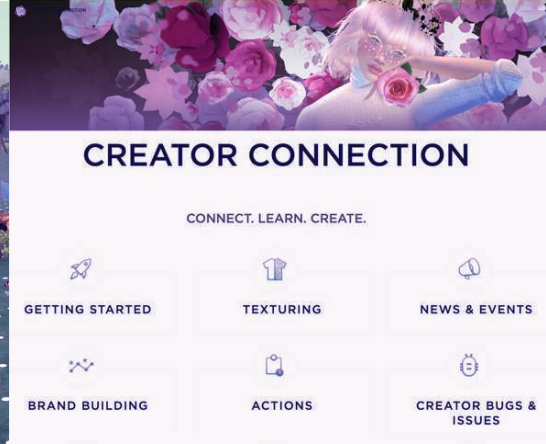 CREATOR CONNECTION
CONNECT. LEARN. CREATE.
GETTING STARTED
TEXTURING
NEWS & EVENTS
BRAND BUILDING
ACTIONS
CREATOR BUGS &
ISSUES